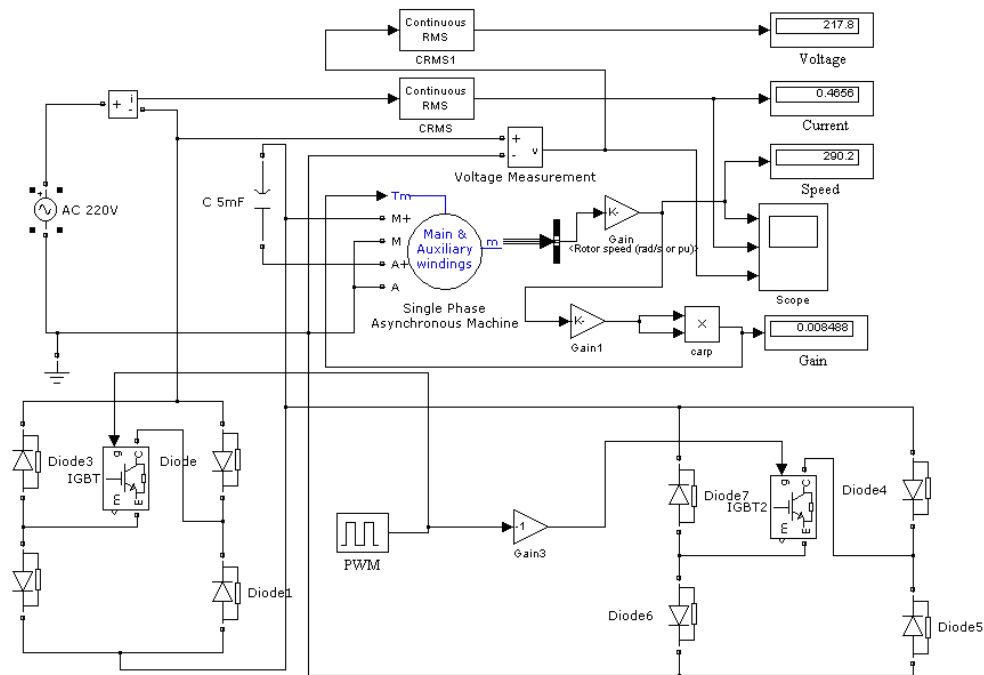 Continuous
RMS
CRMS1
217.8
Voltage
+
i
-
Continuous
RMS
CRMS
0.4656
Current
+
-
v
Voltage Measurement
290.2
Speed
AC 220V
+
C 5mF
Tm
M+
M
A+
A
Main &
Auxiliary
windings
m
Single Phase
Asynchronous Machine
K-
Gain
<Rotor speed (rad/s or pu)>
Scope
K-
Gain1
×
carp
0.008488
Gain
Diode3
IGBT
g
C
m
E
Diode
Diode1
PWM
-1
Gain3
Diode7
IGBT2
g
C
m
E
Diode4
Diode6
Diode5